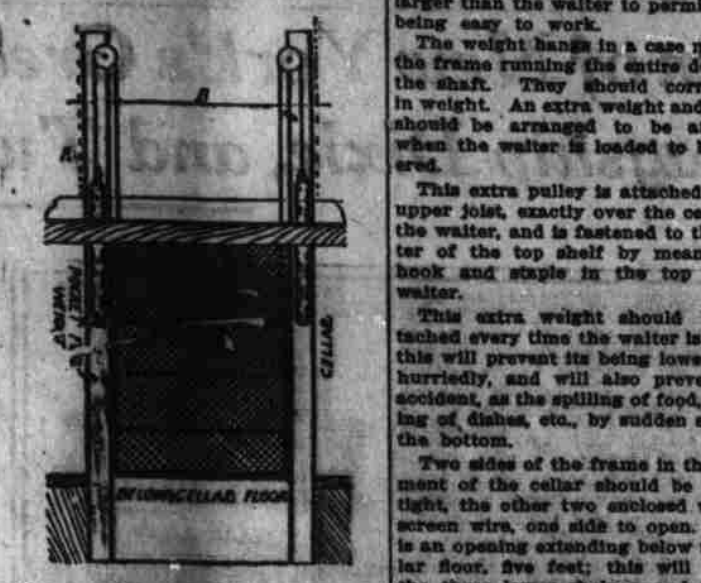 larger than the waiter to permi
being easy to work.
The weight hangs in a case n
the frame running the entire de
the shaft. They should corr
in weight. An extra weight and
should be arranged to be a
when the waiter is loaded to b
ered.
This extra pulley is attached
upper joist, exactly over the ce
the waiter, and is fastened to th
ter of the top shelf by mean
hook and staple in the top
waiter.
This extra weight should
tached every time the waiter is
this will prevent its being lowe
hurriedly, and will also preve
accident, as the spilling of food,
ing of dishes, etc., by sudden s
the bottom.
Two sides of the frame in th
ment of the cellar should be
tight, the other two enclosed w
screen wire, one side to open.
is an opening extending below
lar floor, five feet; this will
B
CELLAR
BELOW CELLAR FLOOR